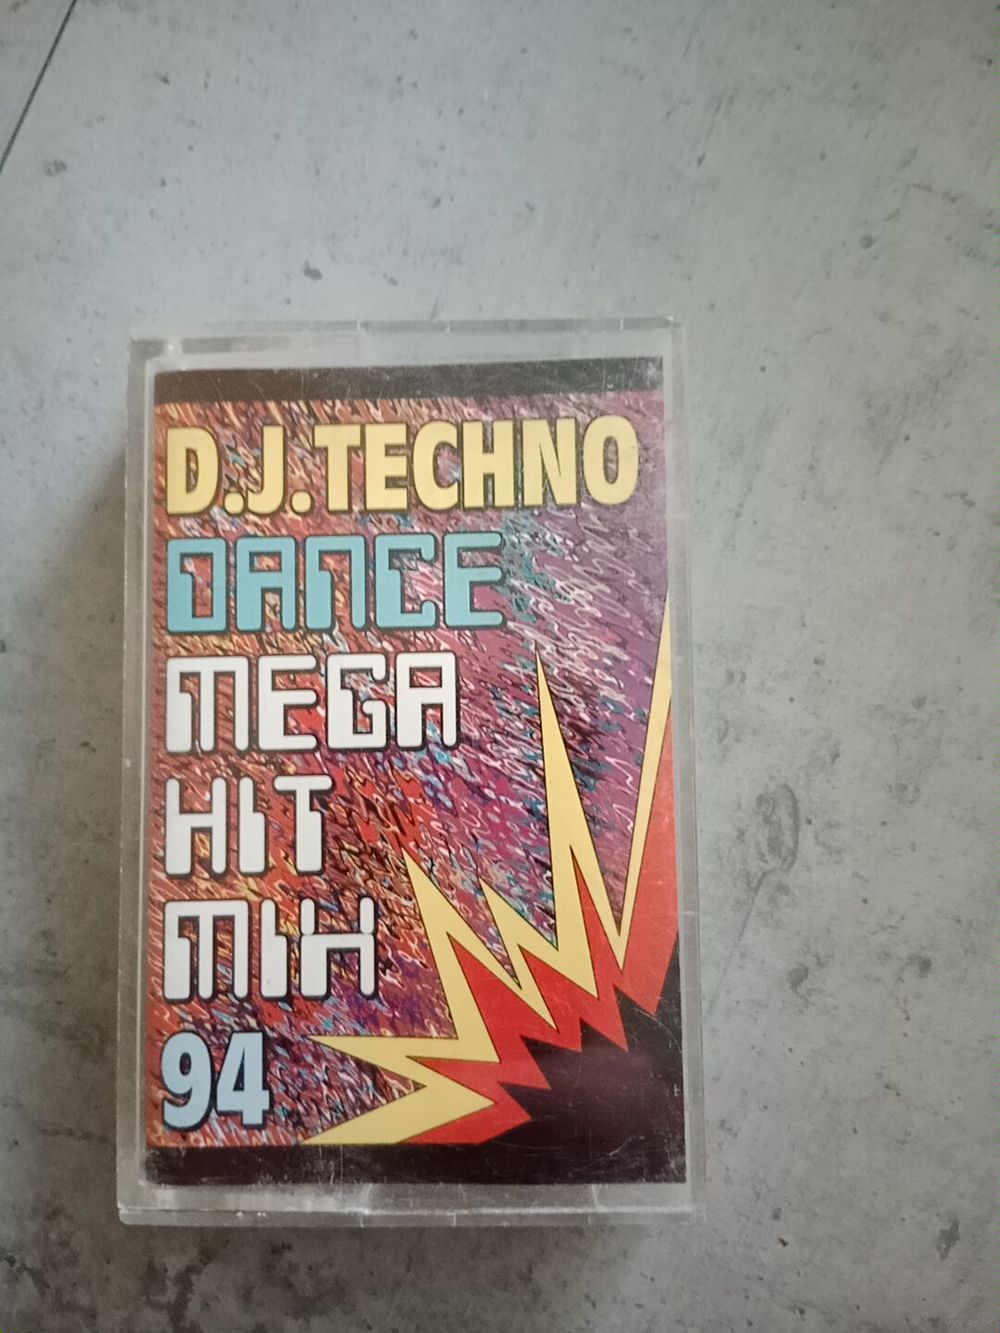 D.J.TECHNO
DANCE
MEGA
HIT
MIX
94